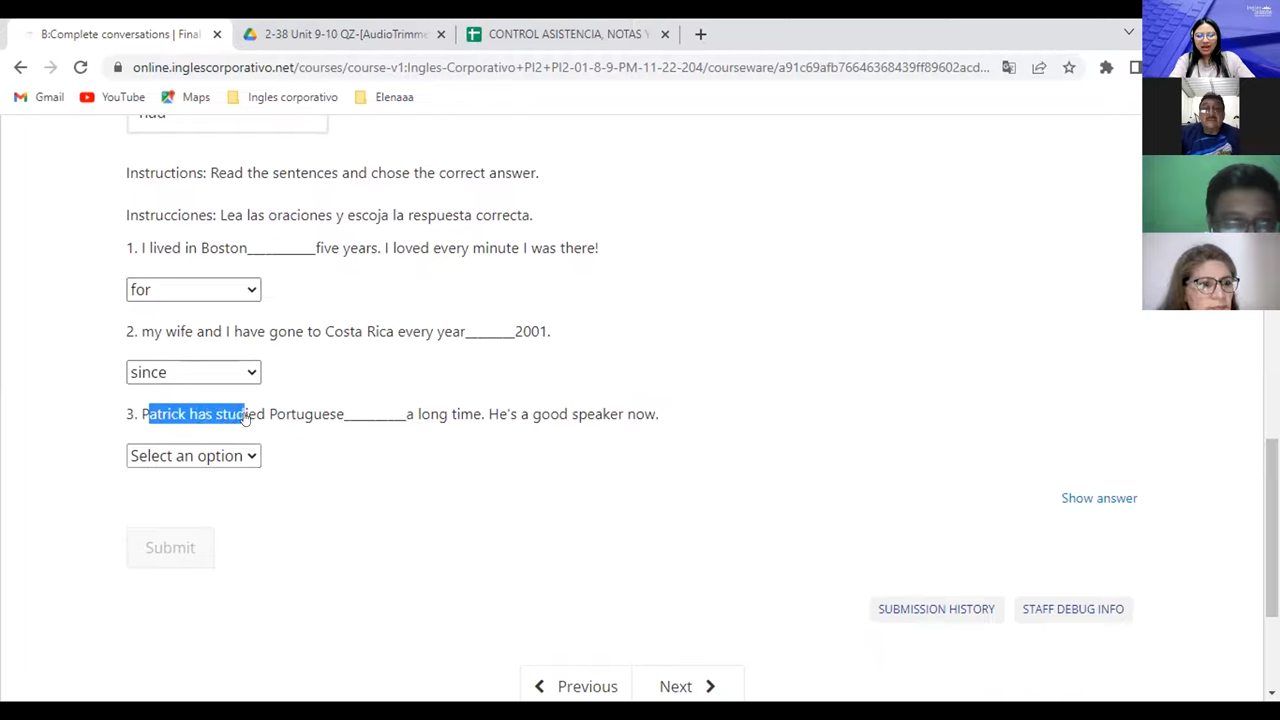 B:Complete conversations | Final
2-38 Unit 9-10 QZ-[AudioTrimme
CONTROL ASISTENCIA, NOTAS
online.inglescorporativo.net/courses/course-v1:Ingles-Corporativo+PI2+PI2-01-8-9-PM-11-22-204/courseware/a91c69afb76646368439ff89602acd...
Gmail
YouTube
Maps
Ingles corporativo
Elenaaa
Instructions: Read the sentences and chose the correct answer.
Instrucciones: Lea las oraciones y escoja la respuesta correcta.
1. I lived in Boston__________five years. I loved every minute I was there!
for
2. my wife and I have gone to Costa Rica every year_______2001.
since
3. Patrick has studied Portuguese_________a long time. He's a good speaker now.
Select an option
Show answer
Submit
SUBMISSION HISTORY
STAFF DEBUG INFO
Previous
Next